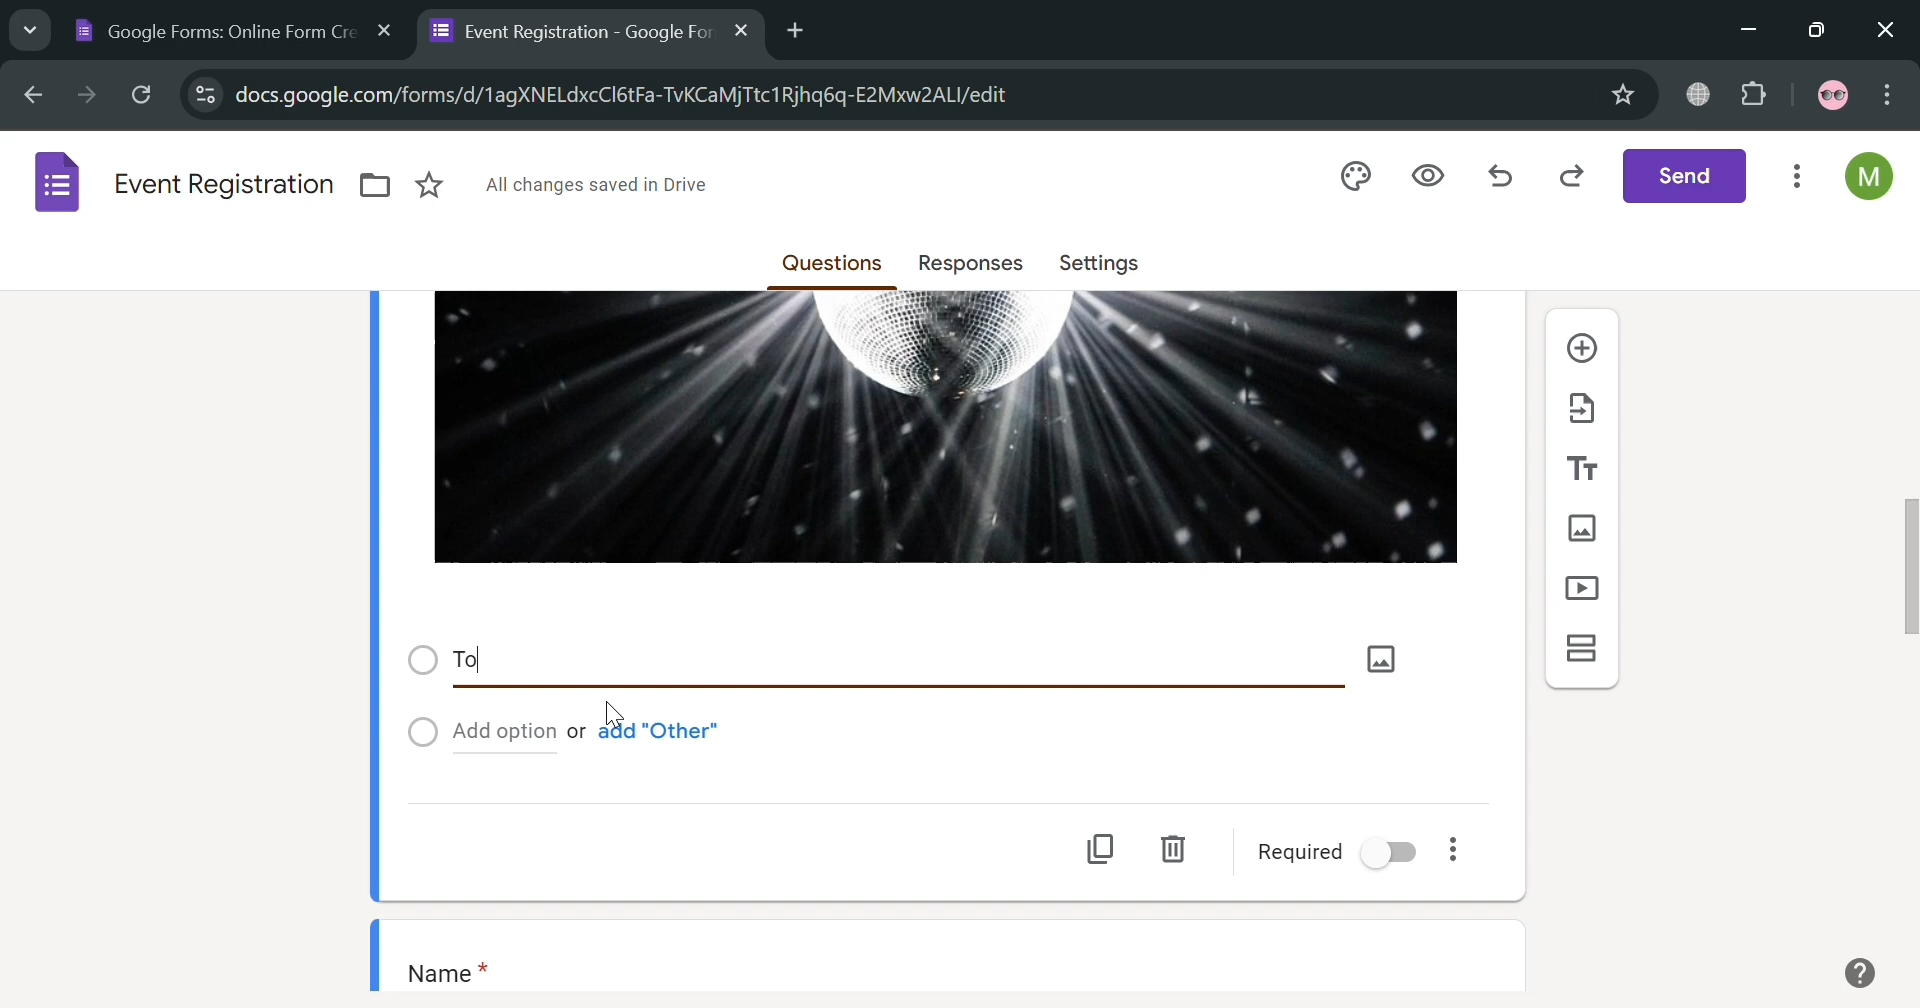 Google Forms: Online Form Cre
Event Registration - Google For
docs.google.com/forms/d/1agXNELdxcCl6tFa-TvKCaMjTtc1Rjhq6q-E2Mxw2ALI/edit
Event Registration
All changes saved in Drive
Send
M
Questions
Responses
Settings
To
Add option or add "Other"
Required
Name *